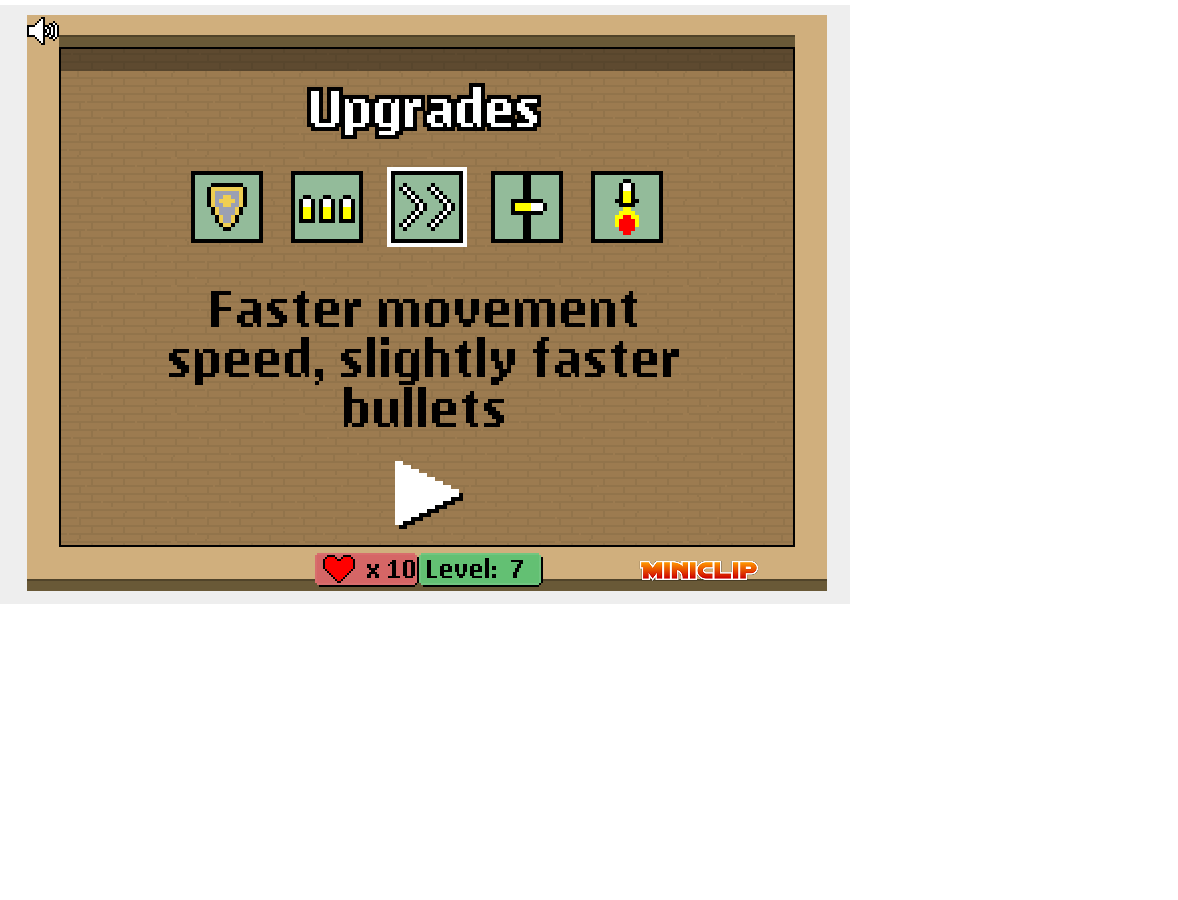 Upgrades
Faster movement
speed, slightly faster
bullets
x 10
Level: 7
MINICLIP